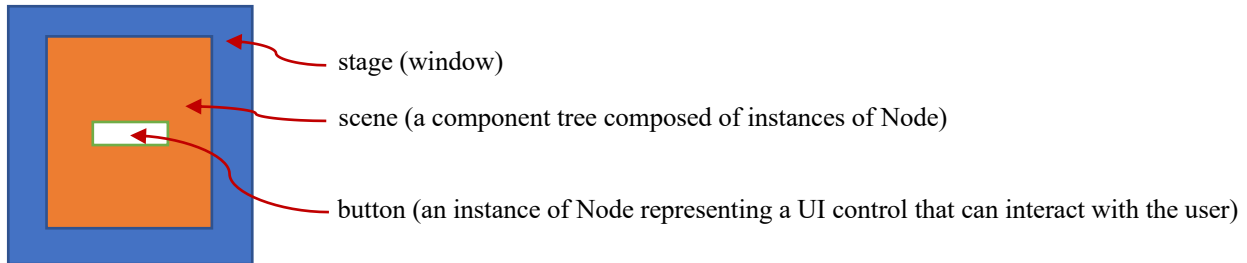 stage (window)
scene (a component tree composed of instances of Node)
button (an instance of Node representing a UI control that can interact with the user)